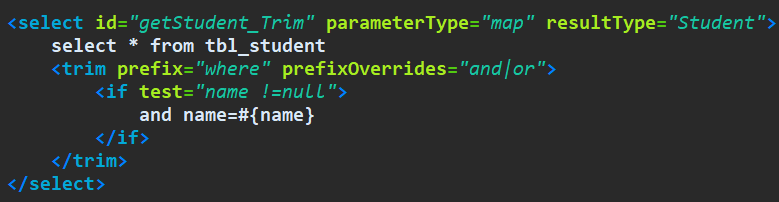 <select id="getStudent_Trim" parameterType="map" resultType="Student">
    select * from tbl_student
    <trim prefix="where" prefixOverrides="and|or">
        <if test="name !=null">
            and name=#{name}
        </if>
    </trim>
</select>